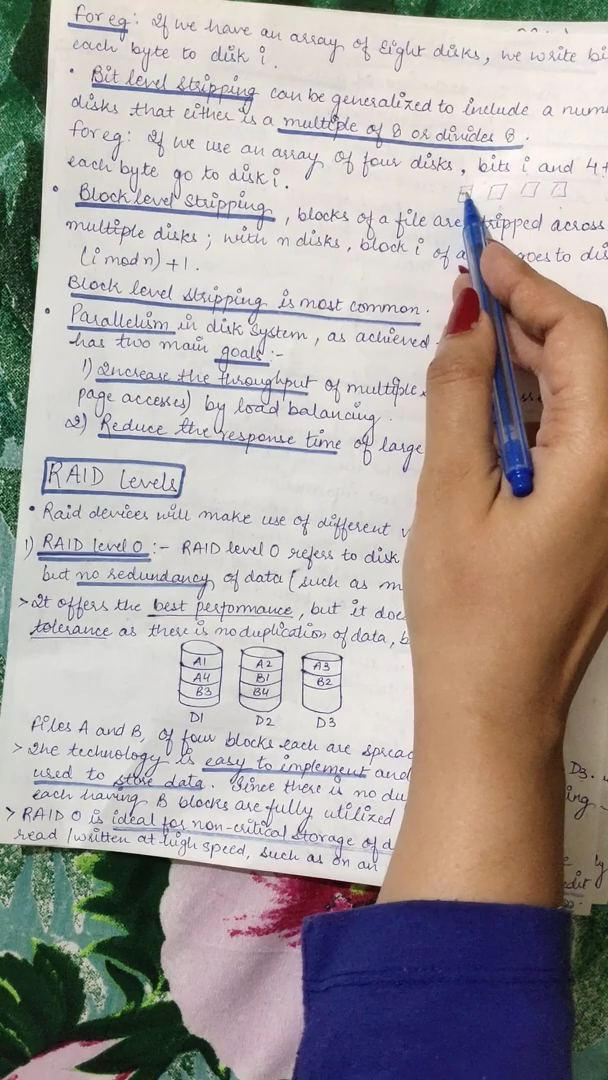 for eg: If we have an array of Eight disks, we write bi
each byte to disk i.
• Bit level stripping can be generalized to include a num
disks that either is a multiple of 8 or divides 8.
for eg: If we use an array of four disks, bits i and 4+
each byte go to disk i.
• Block level stripping, blocks of a file are stripped across
multiple disks; with n disks, block i of a goes to dis
(i mod n) + 1.
Block level stripping is most common.
• Parallelism in disk system, as achieved
has two main goals:-
1) Increase the throughput of multiple
page accesses) by load balancing.
2) Reduce the response time of large
RAID Levels
• Raid devices will make use of different
1) RAID level 0:- RAID level 0 refers to disk
but no redundancy of data (such as m
> It offers the best performance, but it doe
tolerance as there is no duplication of data, b
A1 A2 A3
A4 B1 B2
B3 B4
D1 D2 D3
Files A and B, of four blocks each are sprea
D3.
> The technology is easy to implement and
used to store data. Since there is no du
each having B blocks are fully utilized
> RAID 0 is ideal for non-critical storage of d
read/written at high speed, such as on an